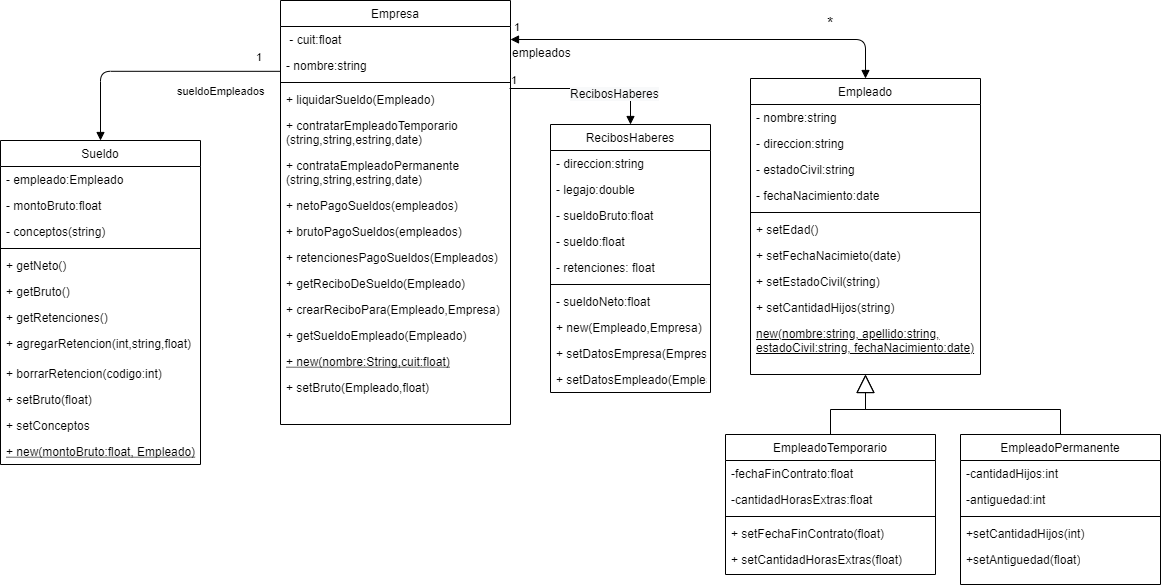 Empresa
- cuit:float
- nombre:string
+ liquidarSueldo(Empleado)
+ contratarEmpleadoTemporario
(string,string,estring,date)
+ contrataEmpleadoPermanente
(string,string,estring,date)
+ netoPagoSueldos(empleados)
+ brutoPagoSueldos(empleados)
+ retencionesPagoSueldos(Empleados)
+ getReciboDeSueldo(Empleado)
+ crearReciboPara(Empleado,Empresa)
+ getSueldoEmpleado(Empleado)
+ new(nombre:String,cuit:float)
+ setBruto(Empleado,float)
1
sueldoEmpleados
1
empleados
*
1
RecibosHaberes
Sueldo
- empleado:Empleado
- montoBruto:float
- conceptos(string)
+ getNeto()
+ getBruto()
+ getRetenciones()
+ agregarRetencion(int,string,float)
+ borrarRetencion(codigo:int)
+ setBruto(float)
+ setConceptos
+ new(montoBruto:float, Empleado)
RecibosHaberes
- direccion:string
- legajo:double
- sueldoBruto:float
- sueldo:float
- retenciones: float
- sueldoNeto:float
+ new(Empleado,Empresa)
+ setDatosEmpresa(Empres
+ setDatosEmpleado(Emple
Empleado
- nombre:string
- direccion:string
- estadoCivil:string
- fechaNacimiento:date
+ setEdad()
+ setFechaNacimieto(date)
+ setEstadoCivil(string)
+ setCantidadHijos(string)
new(nombre:string, apellido:string,
estadoCivil:string, fechaNacimiento:date)
EmpleadoTemporario
-fechaFinContrato:float
-cantidadHorasExtras:float
+ setFechaFinContrato(float)
+ setCantidadHorasExtras(float)
EmpleadoPermanente
-cantidadHijos:int
-antiguedad:int
+setCantidadHijos(int)
+setAntiguedad(float)